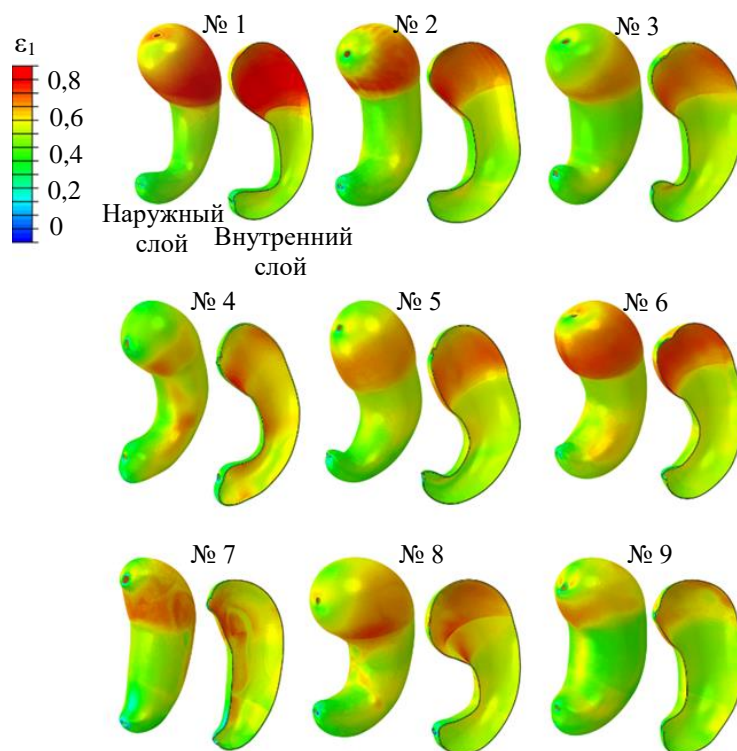 № 1
№ 2
№ 3
ε1
0,8
0,6
0,4
0,2
0
Наружный
слой
Внутренний
слой
№ 4
№ 5
№ 6
№ 7
№ 8
№ 9